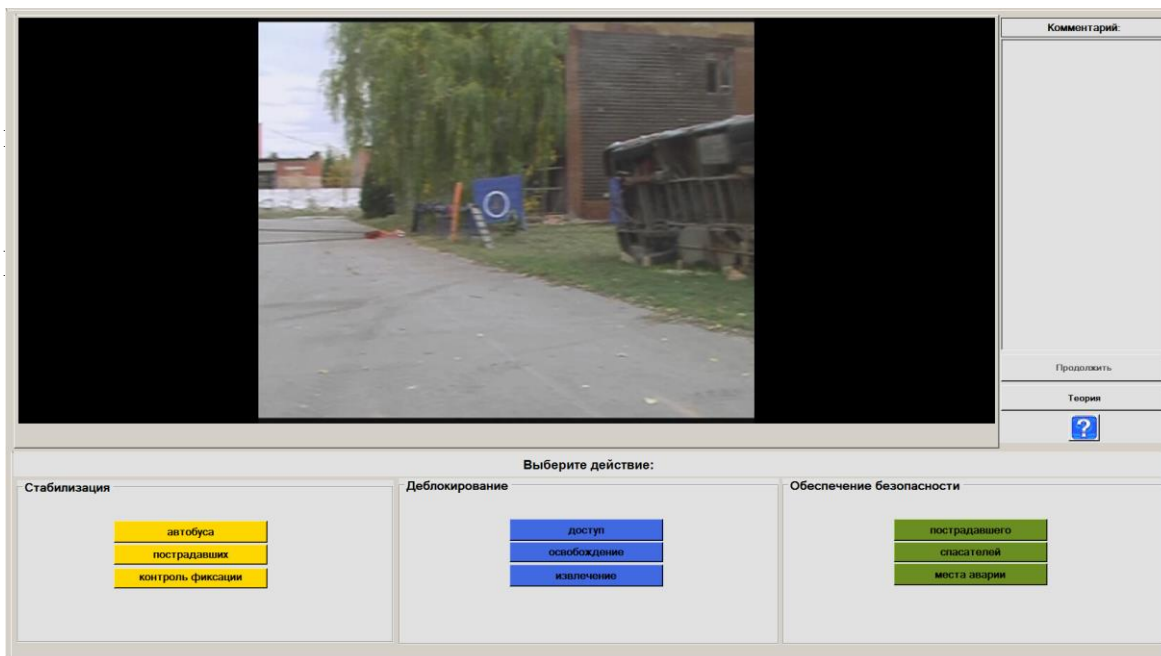 Комментарий:
Продолжить
Теория
?
Выберите действие:
Стабилизация
автобуса
пострадавших
контроль фиксации
Деблокирование
доступ
освобождение
извлечение
Обеспечение безопасности
пострадавшего
спасателей
места аварии